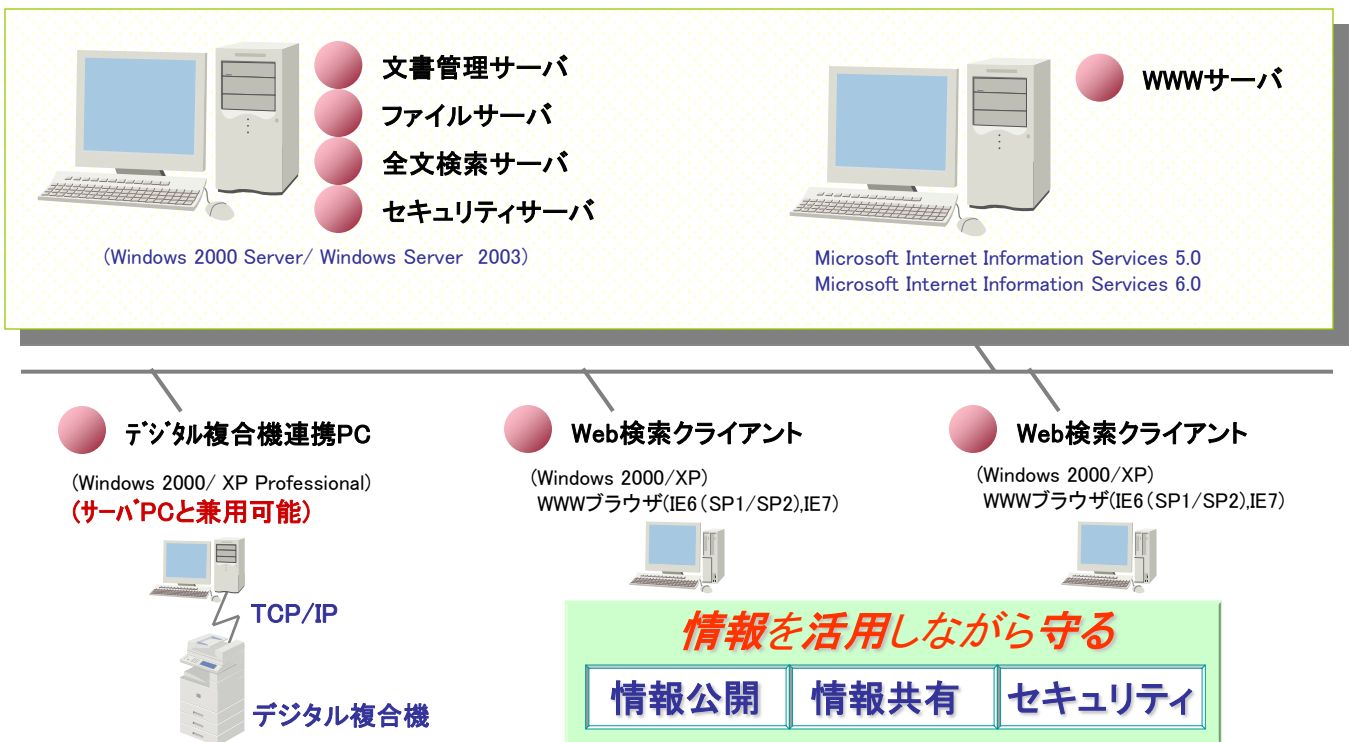 文書管理サーバ
ファイルサーバ
全文検索サーバ
セキュリティサーバ
(Windows 2000 Server/ Windows Server 2003)
WWWサーバ
Microsoft Internet Information Services 5.0
Microsoft Internet Information Services 6.0
ﾃﾞｼﾞﾀﾙ複合機連携PC
(Windows 2000/ XP Professional)
(ｻｰﾊﾞPCと兼用可能)
TCP/IP
デジタル複合機
Web検索クライアント
(Windows 2000/XP)
WWWブラウザ(IE6(SP1/SP2),IE7)
Web検索クライアント
(Windows 2000/XP)
WWWブラウザ(IE6(SP1/SP2),IE7)
情報を活用しながら守る
情報公開 情報共有 セキュリティ